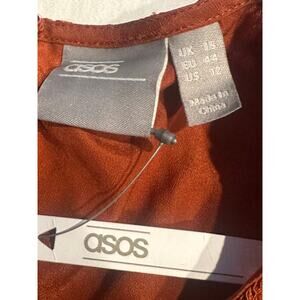 asos
UK 16
EU 44
US 12
Made In
China
asos